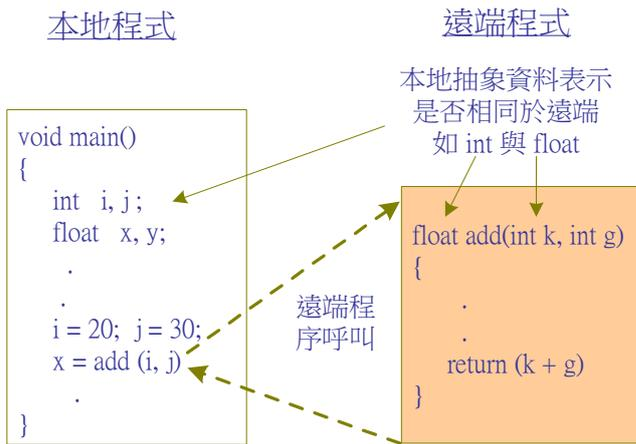 本地程式
遠端程式
本地抽象資料表示
是否相同於遠端
如 int 與 float
void main()
{
int i, j ;
float x, y;
.
.
i = 20; j = 30;
x = add (i, j)
.
}
遠端程
序呼叫
float add(int k, int g)
{
.
.
return (k + g)
}